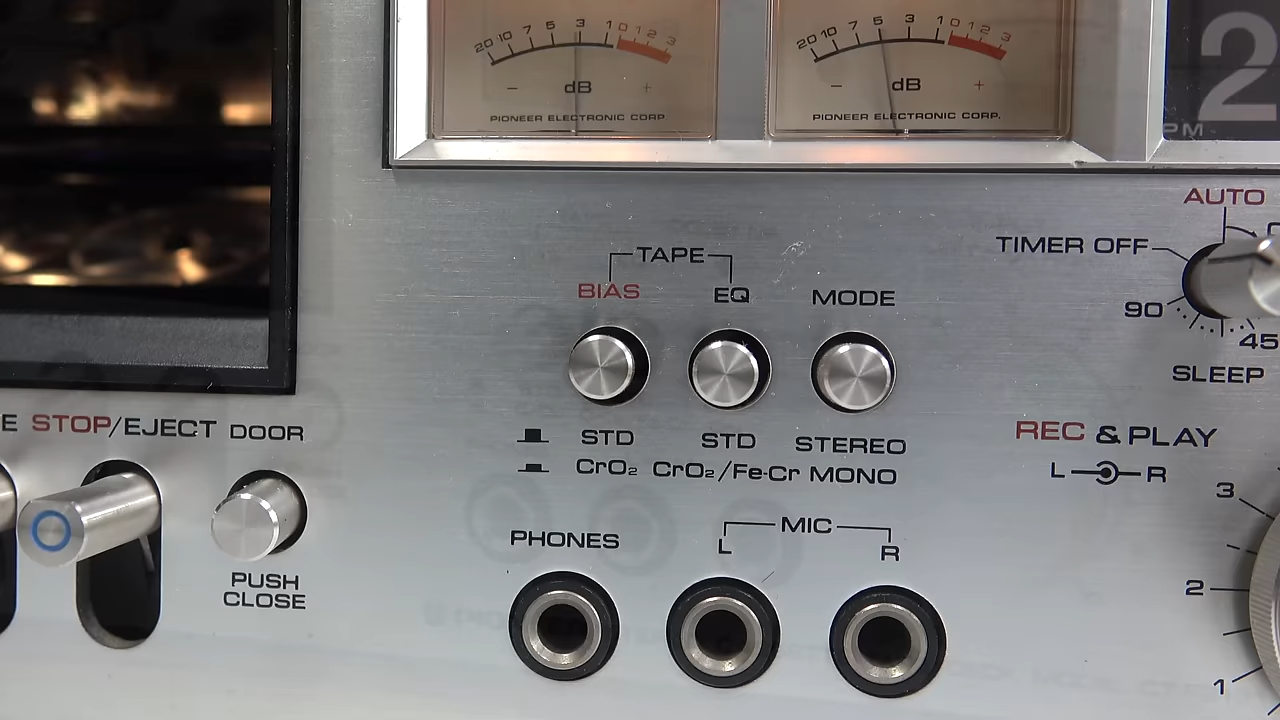 20 10 7 5 3 1 0 1 2 3
− dB +
PIONEER ELECTRONIC CORP
20 10 7 5 3 1 0 1 2 3
− dB +
PIONEER ELECTRONIC CORP.
2
PM
AUTO
TIMER OFF
90
45
SLEEP
TAPE
BIAS EQ MODE
STD STD STEREO
CrO₂ CrO₂/Fe-Cr MONO
E STOP/EJECT DOOR
PUSH
CLOSE
REC & PLAY
L R
3
2
1
PHONES
MIC
L R